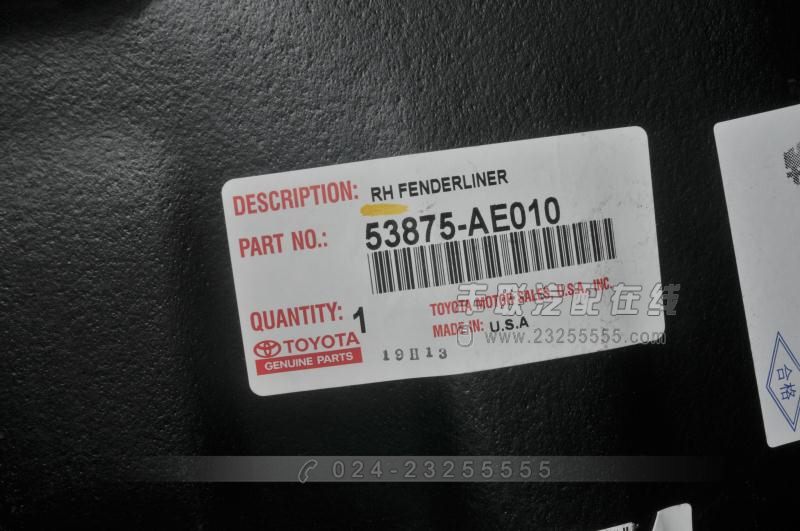 DESCRIPTION: RH FENDERLINER
PART NO.: 53875-AE010
QUANTITY: 1
TOYOTA MOTOR SALES, U.S.A., INC.
MADE IN: U.S.A
TOYOTA
GENUINE PARTS
19H13
丰联汽配在线
www.23255555.com
合格
024-23255555